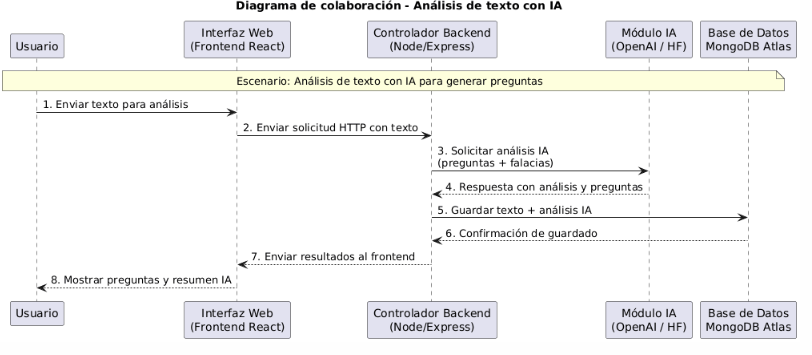 Diagrama de colaboración - Análisis de texto con IA
Usuario
Interfaz Web
(Frontend React)
Controlador Backend
(Node/Express)
Módulo IA
(OpenAI / HF)
Base de Datos
MongoDB Atlas
Escenario: Análisis de texto con IA para generar preguntas
1. Enviar texto para análisis
2. Enviar solicitud HTTP con texto
3. Solicitar análisis IA
(preguntas + falacias)
4. Respuesta con análisis y preguntas
5. Guardar texto + análisis IA
6. Confirmación de guardado
7. Enviar resultados al frontend
8. Mostrar preguntas y resumen IA
Usuario
Interfaz Web
(Frontend React)
Controlador Backend
(Node/Express)
Módulo IA
(OpenAI / HF)
Base de Datos
MongoDB Atlas